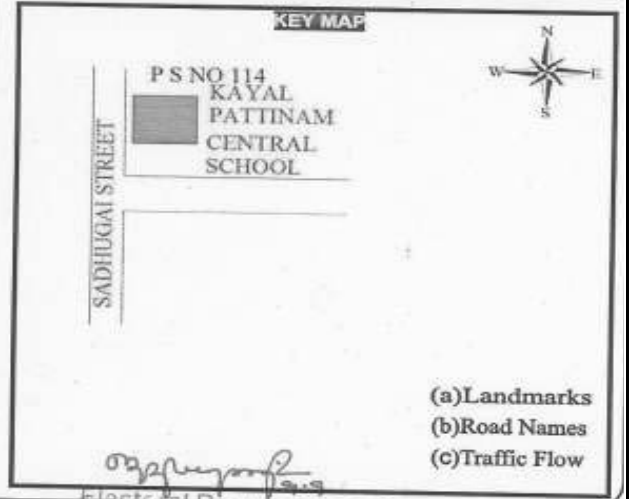 KEY MAP
N
W
E
S
P S NO 114
KAYAL
PATTINAM
CENTRAL
SCHOOL
SADHUGAI STREET
(a)Landmarks
(b)Road Names
(c)Traffic Flow